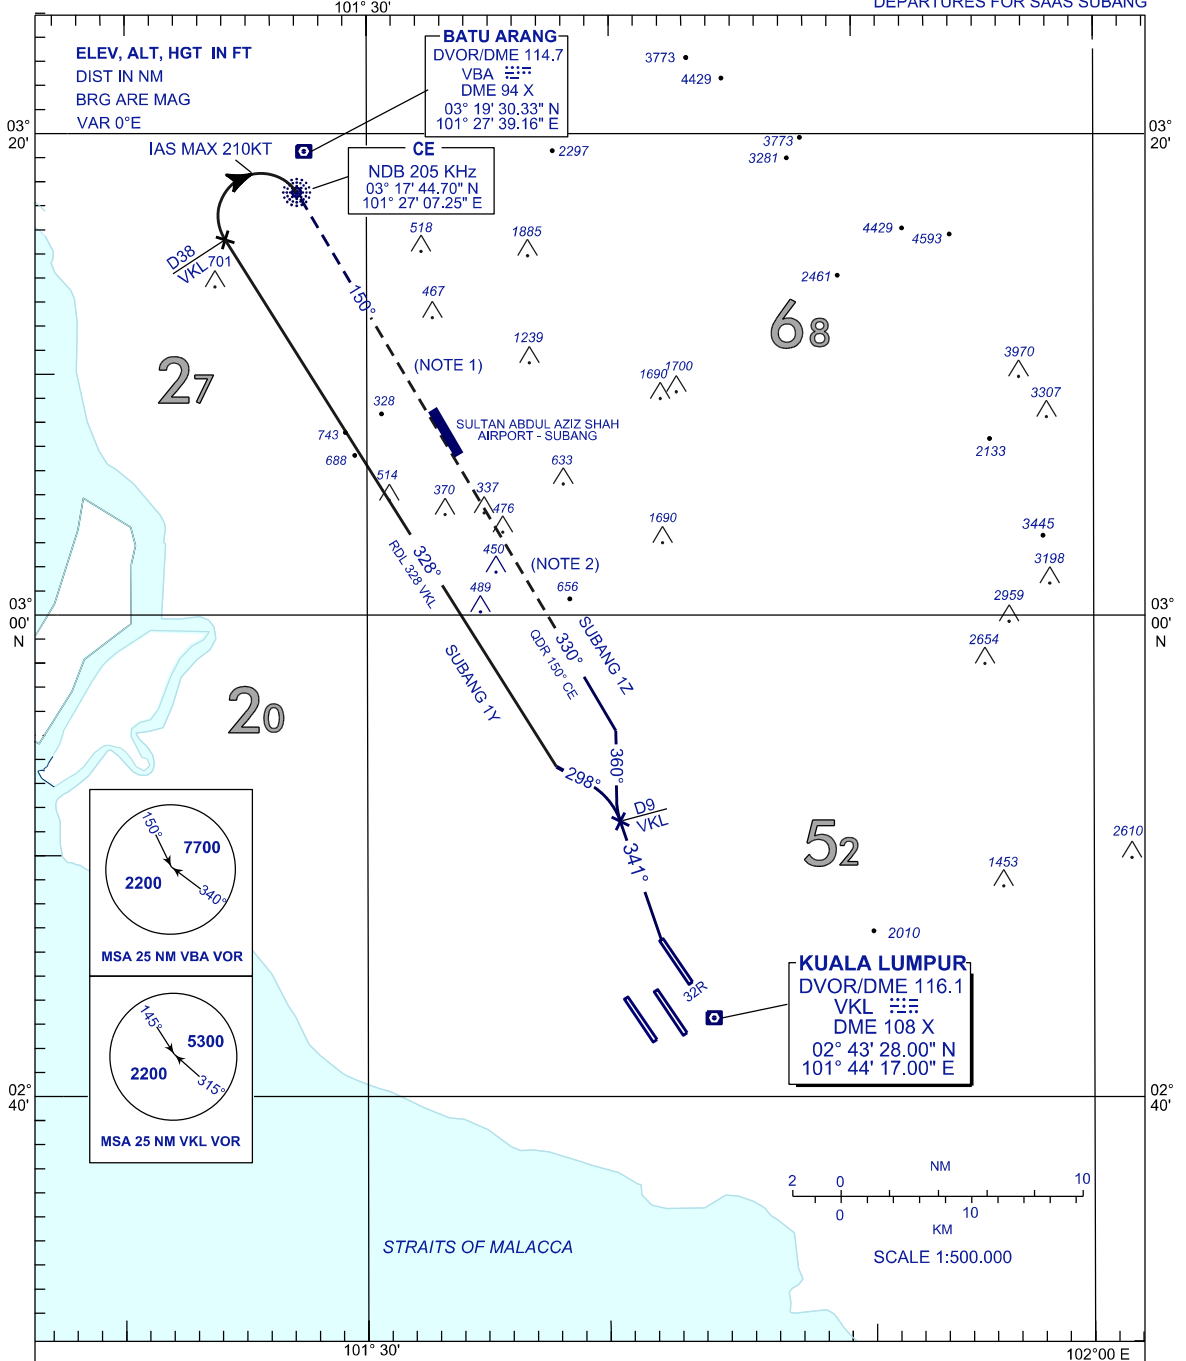 DEPARTURES FOR SAAS SUBANG
101° 30'
ELEV, ALT, HGT IN FT
DIST IN NM
BRG ARE MAG
VAR 0°E
BATU ARANG
DVOR/DME 114.7
VBA
DME 94 X
03° 19' 30.33" N
101° 27' 39.16" E
3773
4429
03°
20'
03°
20'
IAS MAX 210KT
CE
NDB 205 KHz
03° 17' 44.70" N
101° 27' 07.25" E
2297
3773
3281
518
1885
4429
4593
D38
VKL
701
2461
150°
467
68
1239
(NOTE 1)
27
1690
1700
3970
3307
328
743
688
SULTAN ABDUL AZIZ SHAH
AIRPORT - SUBANG
2133
633
514
370
337
476
1690
3445
328°
RDL 328 VKL
450
(NOTE 2)
3198
489
656
2959
03°
00'
N
03°
00'
N
SUBANG 1Z
330°
QDR 150° CE
2654
SUBANG 1Y
20
360°
298°
D9
VKL
341°
52
2610
1453
150°
7700
2200
340°
MSA 25 NM VBA VOR
2010
KUALA LUMPUR
DVOR/DME 116.1
VKL
DME 108 X
02° 43' 28.00" N
101° 44' 17.00" E
32R
145°
5300
2200
315°
MSA 25 NM VKL VOR
02°
40'
02°
40'
NM
2 0 10
0 10
KM
SCALE 1:500.000
STRAITS OF MALACCA
101° 30'
102° 00 E